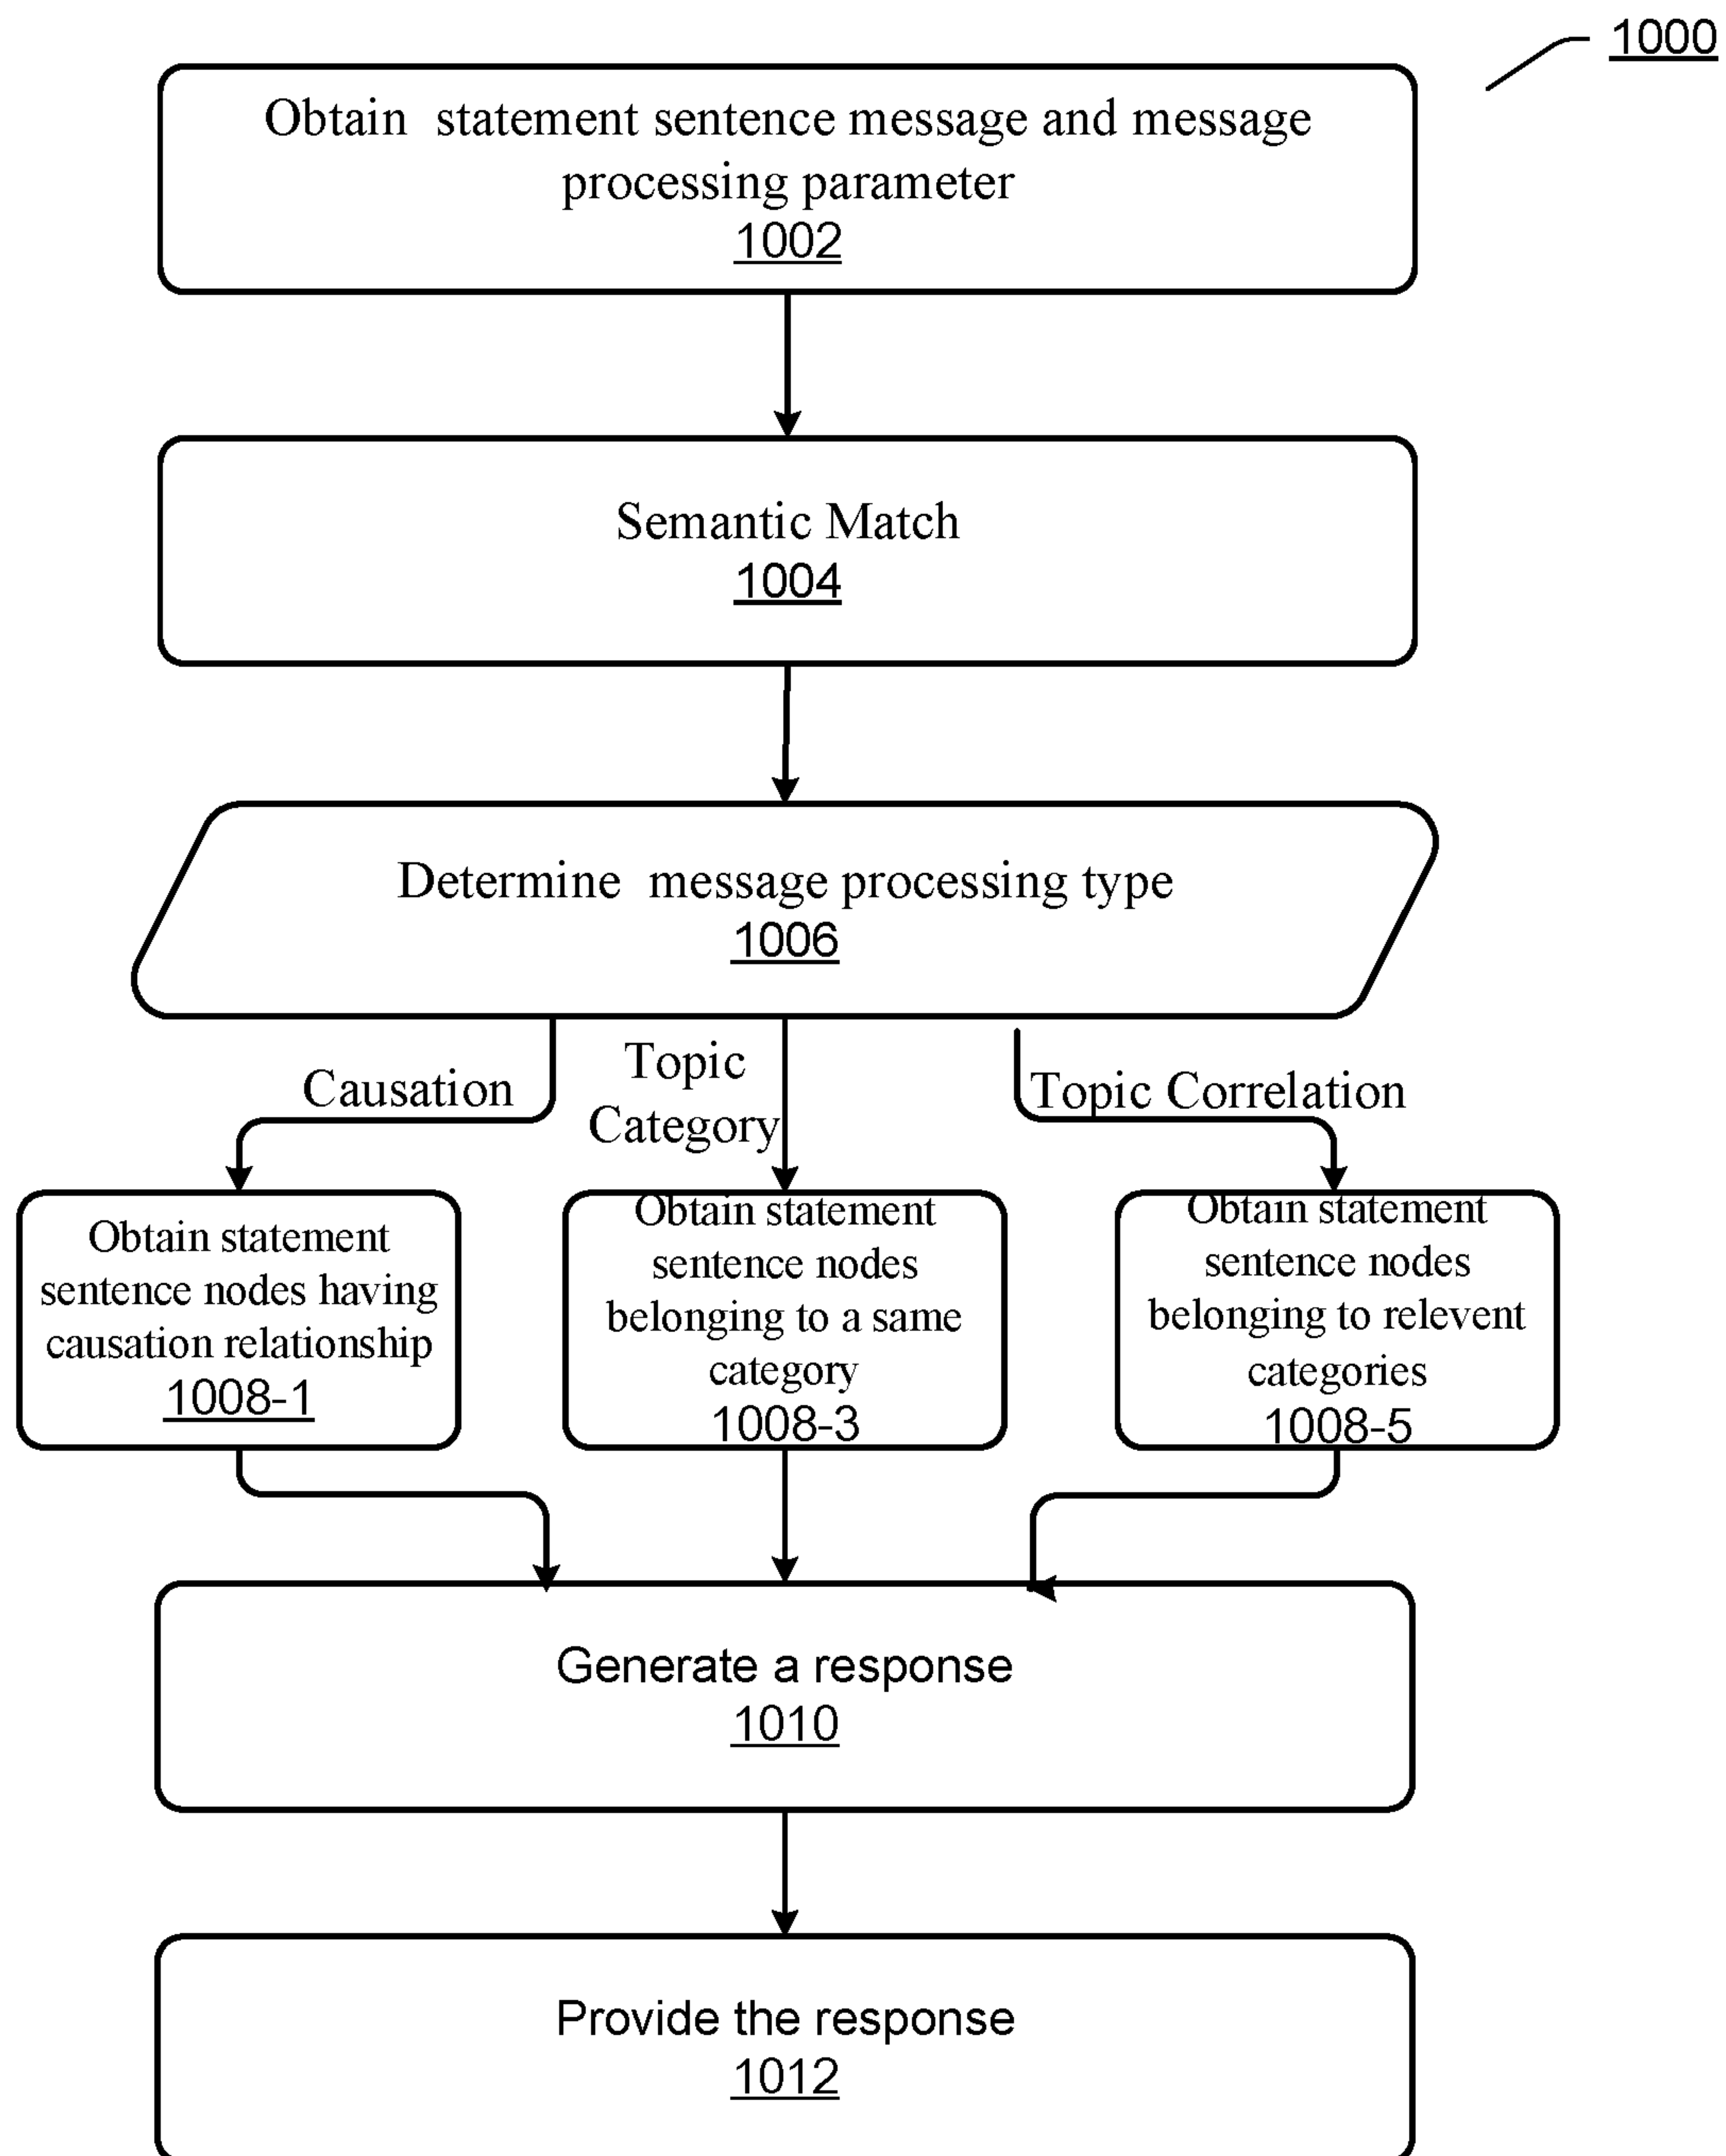 1000
Obtain statement sentence message and message
processing parameter
1002
Semantic Match
1004
Determine message processing type
1006
Causation
Topic
Category
Topic Correlation
Obtain statement
sentence nodes having
causation relationship
1008-1
Obtain statement
sentence nodes
belonging to a same
category
1008-3
Obtain statement
sentence nodes
belonging to relevent
categories
1008-5
Generate a response
1010
Provide the response
1012